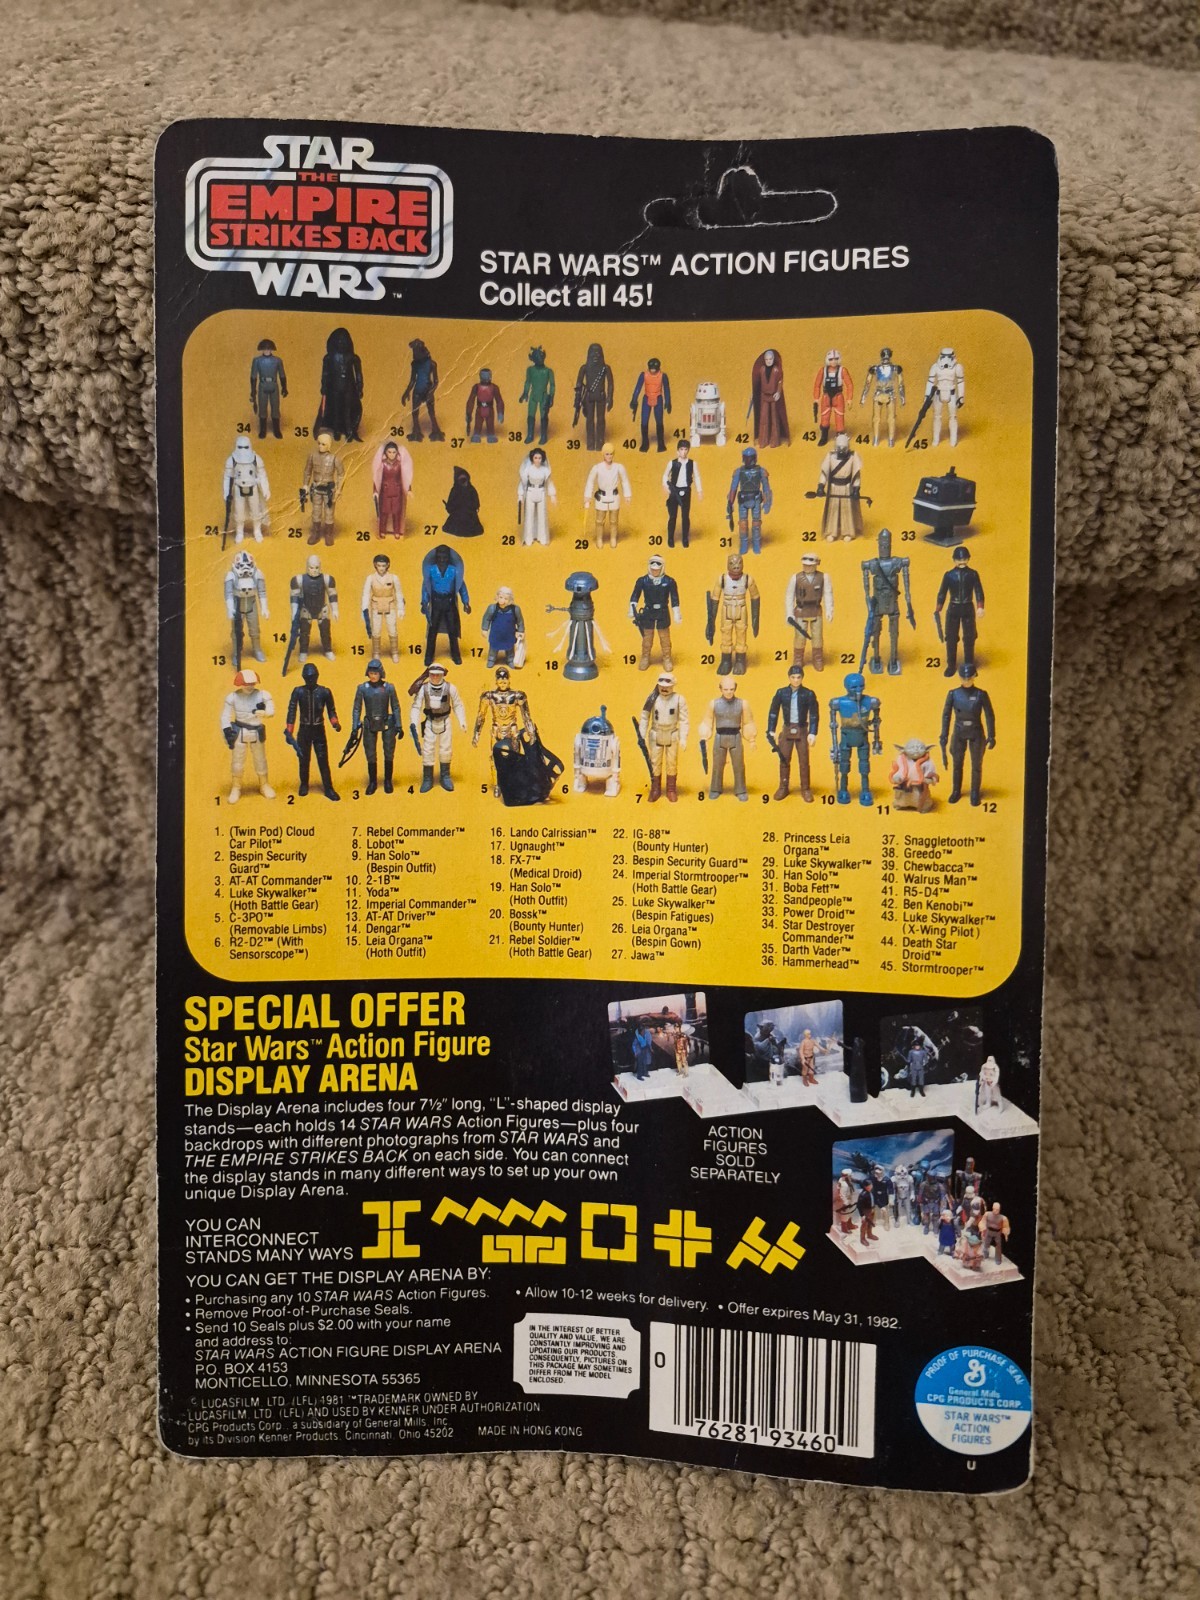 STAR
THE
EMPIRE
STRIKES BACK
WARS™
STAR WARS™ ACTION FIGURES
Collect all 45!
34 35 36 37 38 39 40 41 42 43 44 45
24 25 26 27 28 29 30 31 32 33
13 14 15 16 17 18 19 20 21 22 23
1 2 3 4 5 6 7 8 9 10 11 12
1. (Twin Pod) Cloud
Car Pilot™
2. Bespin Security
Guard™
3. AT-AT Commander™
4. Luke Skywalker™
(Hoth Battle Gear)
5. C-3PO™
(Removable Limbs)
6. R2-D2™ (With
Sensorscope™)
7. Rebel Commander™
8. Lobot™
9. Han Solo™
(Bespin Outfit)
10. 2-1B™
11. Yoda™
12. Imperial Commander™
13. AT-AT Driver™
14. Dengar™
15. Leia Organa™
(Hoth Outfit)
16. Lando Calrissian™
17. Ugnaught™
18. FX-7™
(Medical Droid)
19. Han Solo™
(Hoth Outfit)
20. Bossk™
(Bounty Hunter)
21. Rebel Soldier™
(Hoth Battle Gear)
22. IG-88™
(Bounty Hunter)
23. Bespin Security Guard™
24. Imperial Stormtrooper™
(Hoth Battle Gear)
25. Luke Skywalker™
(Bespin Fatigues)
26. Leia Organa™
(Bespin Gown)
27. Jawa™
28. Princess Leia
Organa™
29. Luke Skywalker™
30. Han Solo™
31. Boba Fett™
32. Sandpeople™
33. Power Droid™
34. Star Destroyer
Commander™
35. Darth Vader™
36. Hammerhead™
37. Snaggletooth™
38. Greedo™
39. Chewbacca™
40. Walrus Man™
41. R5-D4™
42. Ben Kenobi™
43. Luke Skywalker™
(X-Wing Pilot)
44. Death Star
Droid™
45. Stormtrooper™
SPECIAL OFFER
Star Wars™ Action Figure
DISPLAY ARENA
The Display Arena includes four 7½" long, "L"-shaped display
stands—each holds 14 STAR WARS Action Figures—plus four
backdrops with different photographs from STAR WARS and
THE EMPIRE STRIKES BACK on each side. You can connect
the display stands in many different ways to set up your own
unique Display Arena.
ACTION
FIGURES
SOLD
SEPARATELY
YOU CAN
INTERCONNECT
STANDS MANY WAYS
YOU CAN GET THE DISPLAY ARENA BY:
• Purchasing any 10 STAR WARS Action Figures.
• Remove Proof-of-Purchase Seals.
• Send 10 Seals plus $2.00 with your name
and address to:
STAR WARS ACTION FIGURE DISPLAY ARENA
P.O. BOX 4153
MONTICELLO, MINNESOTA 55365
• Allow 10-12 weeks for delivery. • Offer expires May 31, 1982.
© LUCASFILM, LTD. (LFL) 1981 ™TRADEMARK OWNED BY
LUCASFILM, LTD. (LFL) AND USED BY KENNER UNDER AUTHORIZATION
CPG Products Corp., a subsidiary of General Mills, Inc.
by its Division Kenner Products, Cincinnati, Ohio 45202
MADE IN HONG KONG
IN THE INTEREST OF BETTER
QUALITY AND VALUE, WE ARE
CONSTANTLY IMPROVING AND
UPDATING OUR PRODUCTS.
CONSEQUENTLY, PICTURES ON
THIS PACKAGE MAY SOMETIMES
DIFFER FROM THE MODEL
ENCLOSED.
0 76281 93460
PROOF OF PURCHASE SEAL
General Mills
CPG PRODUCTS CORP.
STAR WARS™
ACTION
FIGURES
U